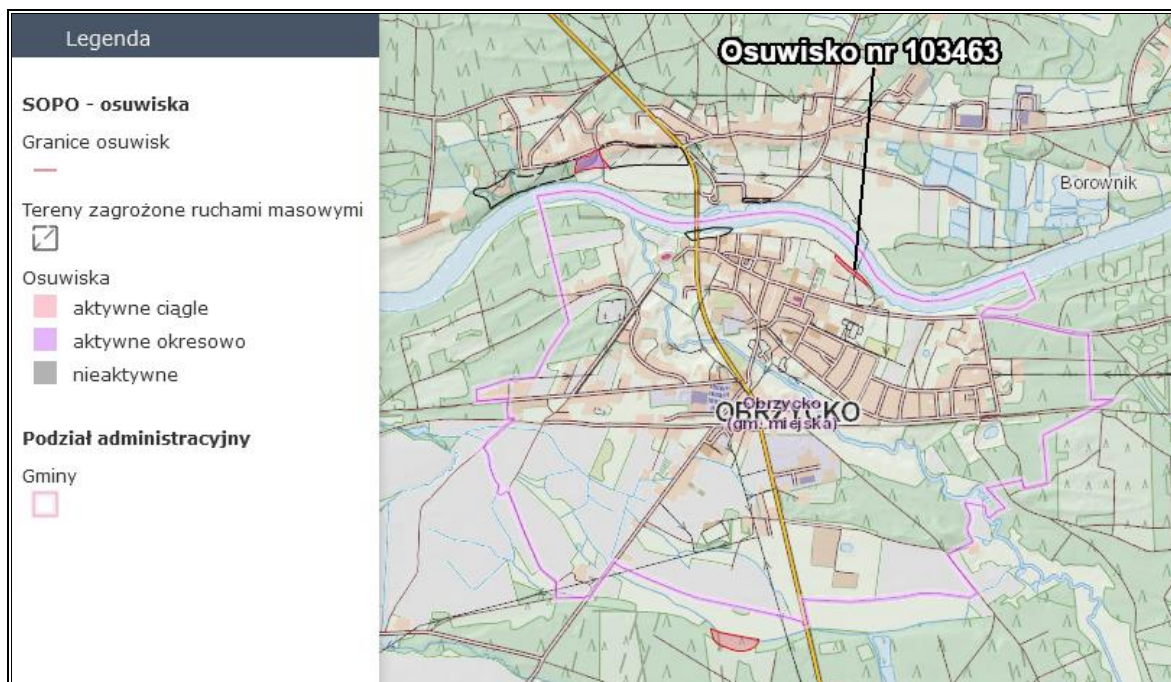 Legenda
SOPO - osuwiska
Granice osuwisk
Tereny zagrożone ruchami masowymi
Osuwiska
aktywne ciągle
aktywne okresowo
nieaktywne
Podział administracyjny
Gminy
Osuwisko nr 103463
Borownik
OBRZYCKO
Obrzycko
(gm. miejska)